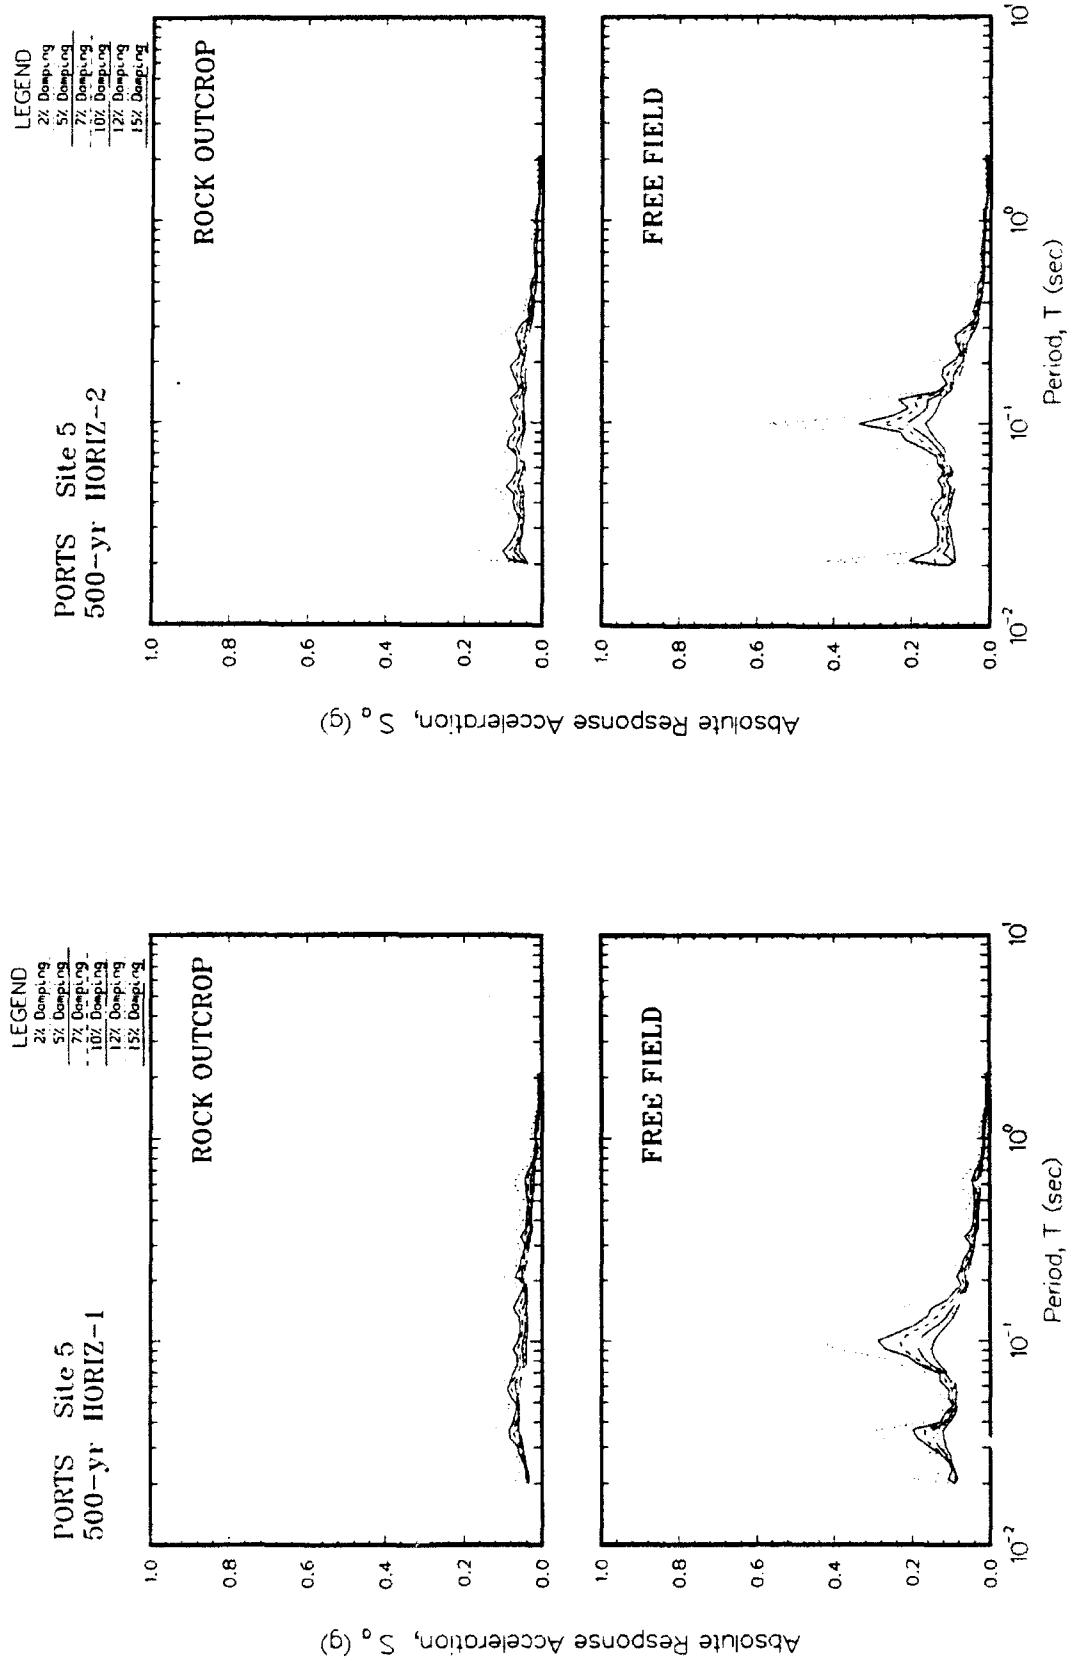 PORTS Site 5
500-yr HORIZ-1
LEGEND
2% Damping
5% Damping
7% Damping
10% Damping
12% Damping
15% Damping
Absolute Response Acceleration, S a (g)
1.0
0.8
0.6
0.4
0.2
0.0
ROCK OUTCROP
1.0
0.8
0.6
0.4
0.2
0.0
FREE FIELD
10-2
10-1
100
101
Period, T (sec)
PORTS Site 5
500-yr HORIZ-2
LEGEND
2% Damping
5% Damping
7% Damping
10% Damping
12% Damping
15% Damping
Absolute Response Acceleration, S a (g)
1.0
0.8
0.6
0.4
0.2
0.0
ROCK OUTCROP
1.0
0.8
0.6
0.4
0.2
0.0
FREE FIELD
10-2
10-1
100
101
Period, T (sec)